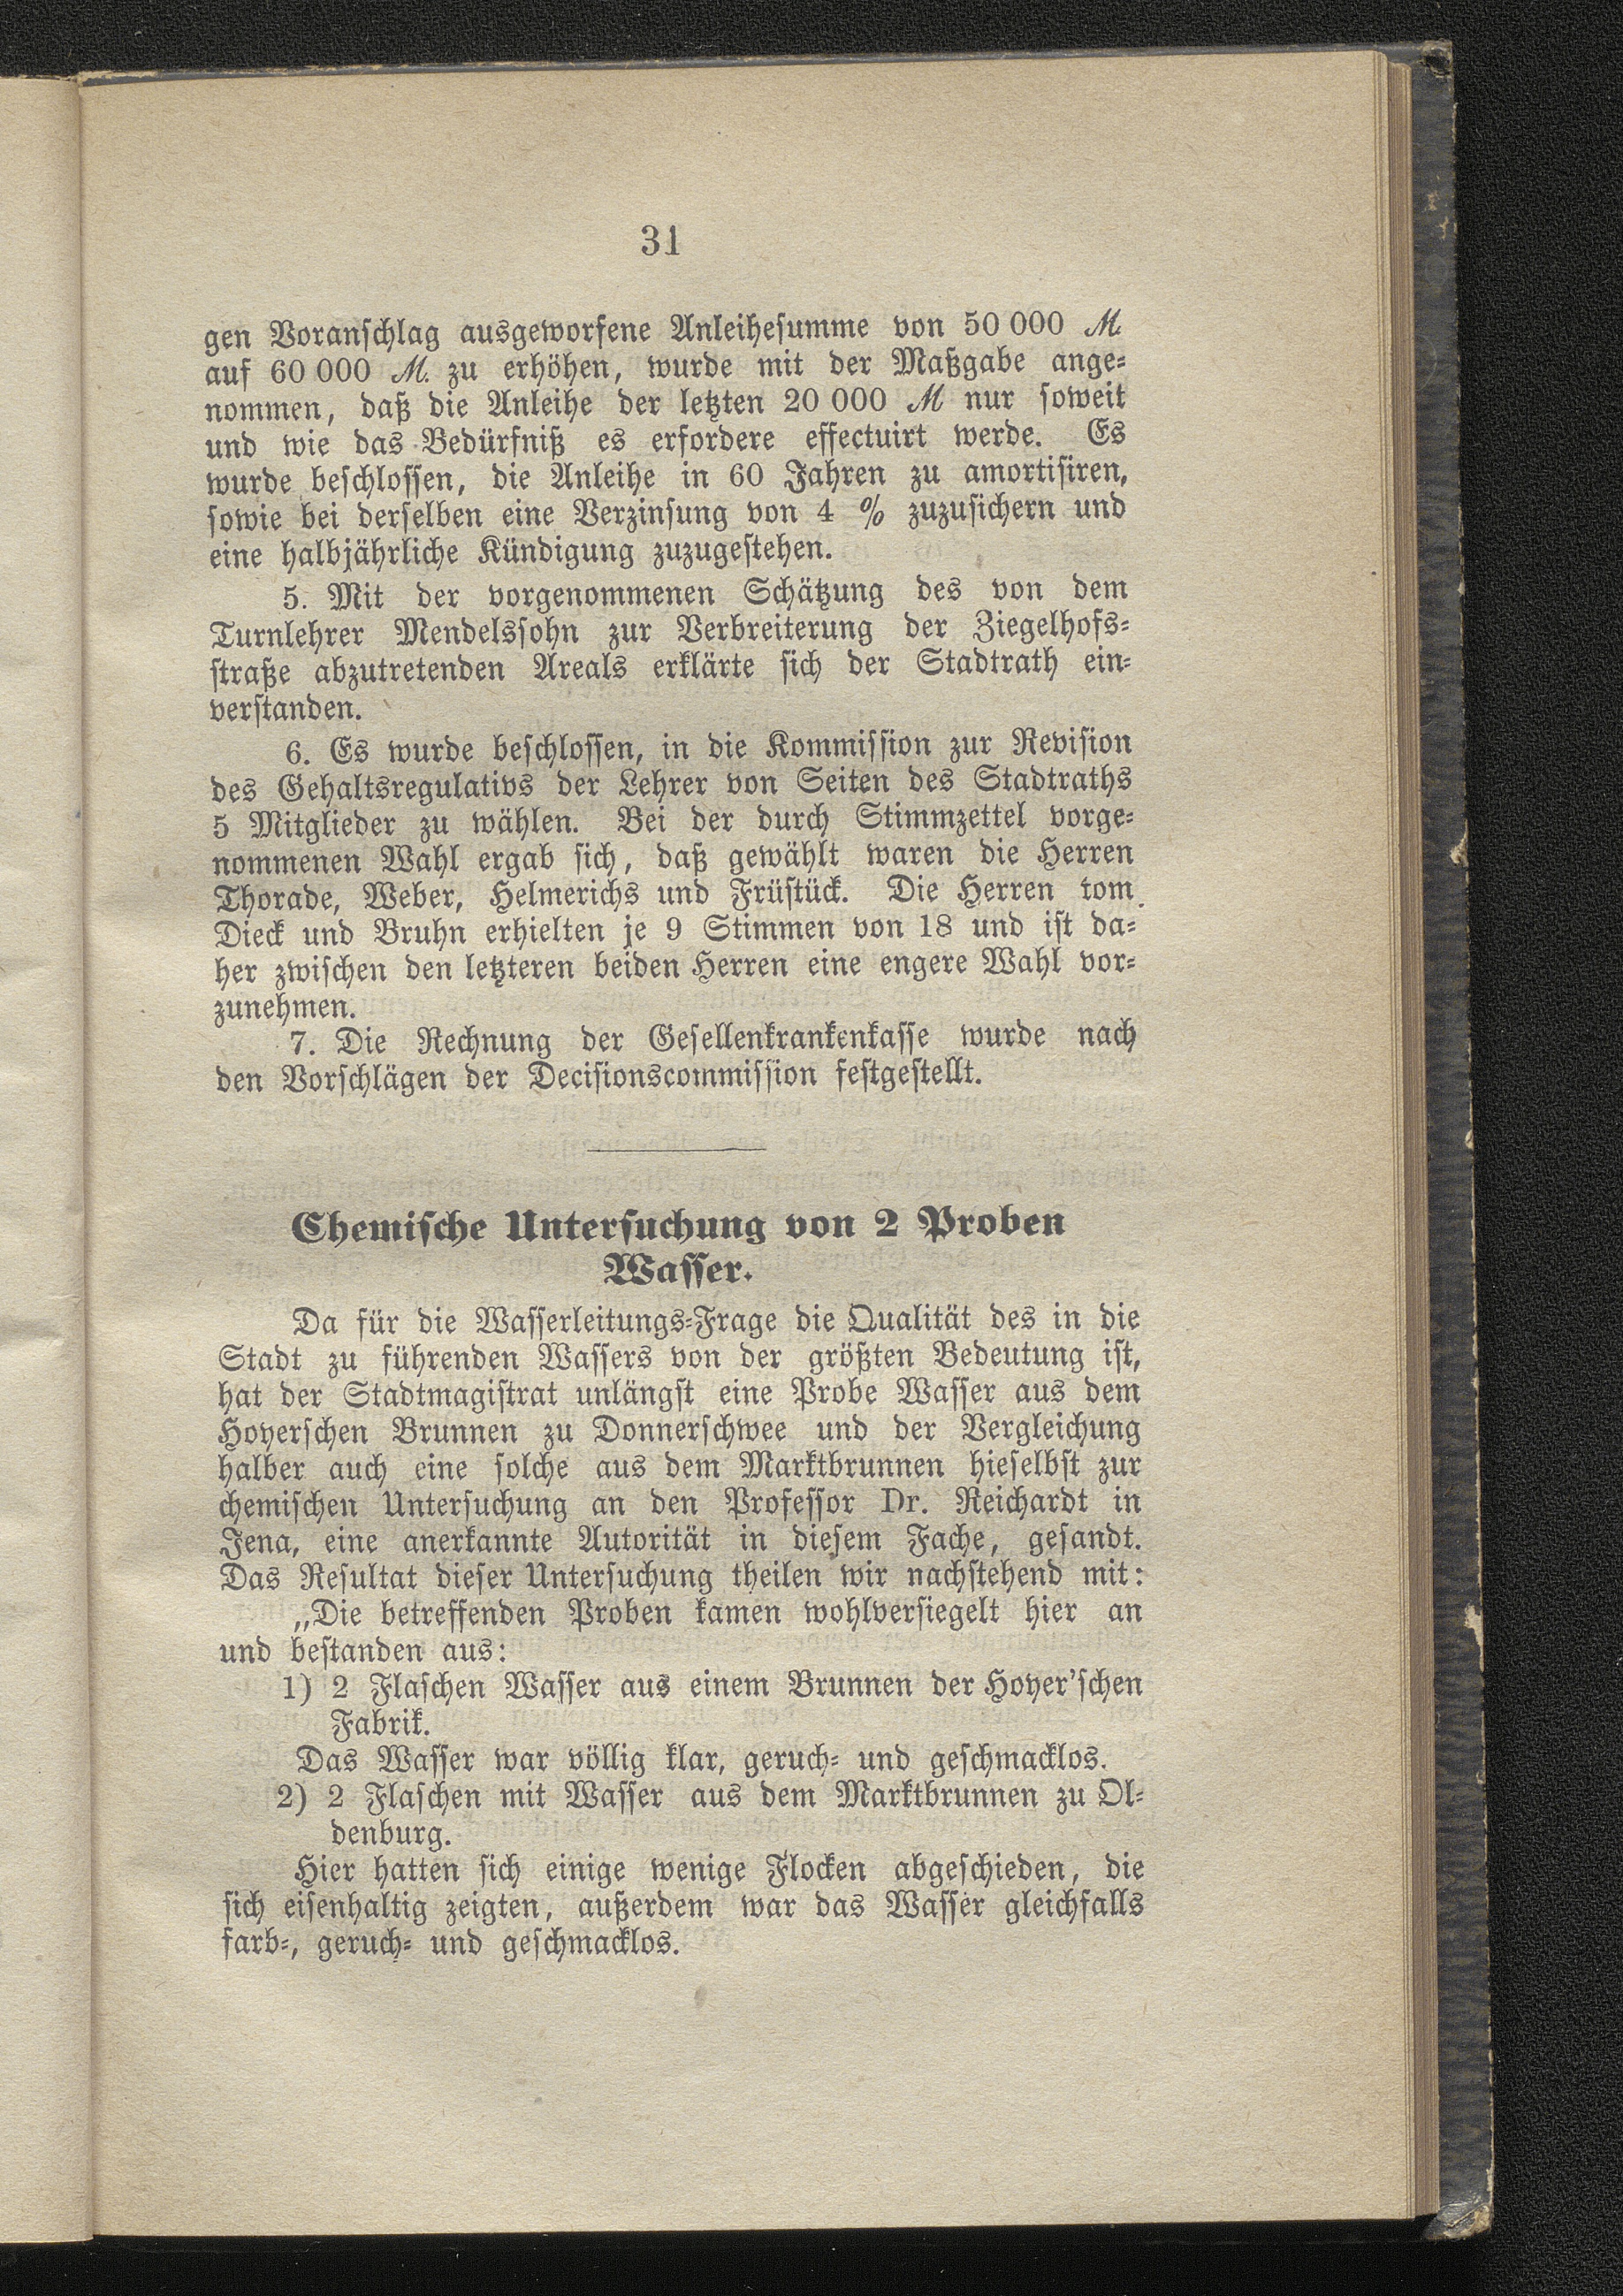 31
gen Voranschlag ausgeworfene Anleihesumme von 50 000 M.
auf 60 000 M. zu erhöhen, wurde mit der Maßgabe ange-
nommen, daß die Anleihe der letzten 20 000 M nur soweit
und wie das Bedürfniß es erfordere effectuirt werde. Es
wurde beschlossen, die Anleihe in 60 Jahren zu amortisiren,
sowie bei derselben eine Verzinsung von 4 % zuzusichern und
eine halbjährliche Kündigung zuzugestehen.
5. Mit der vorgenommenen Schätzung des von dem
Turnlehrer Mendelssohn zur Verbreiterung der Ziegelhofs-
straße abzutretenden Areals erklärte sich der Stadtrath ein-
verstanden.
6. Es wurde beschlossen, in die Kommission zur Revision
des Gehaltsregulativs der Lehrer von Seiten des Stadtraths
5 Mitglieder zu wählen. Bei der durch Stimmzettel vorge-
nommenen Wahl ergab sich, daß gewählt waren die Herren
Thorade, Weber, Helmerichs und Früstück. Die Herren tom
Dieck und Bruhn erhielten je 9 Stimmen von 18 und ist da-
her zwischen den letzteren beiden Herren eine engere Wahl vor-
zunehmen.
7. Die Rechnung der Gesellenkrankenkasse wurde nach
den Vorschlägen der Decisionscommission festgestellt.
Chemische Untersuchung von 2 Proben
Wasser.
Da für die Wasserleitungs-Frage die Qualität des in die
Stadt zu führenden Wassers von der größten Bedeutung ist,
hat der Stadtmagistrat unlängst eine Probe Wasser aus dem
Hoyerschen Brunnen zu Donnerschwee und der Vergleichung
halber auch eine solche aus dem Marktbrunnen hieselbst zur
chemischen Untersuchung an den Professor Dr. Reichardt in
Jena, eine anerkannte Autorität in diesem Fache, gesandt.
Das Resultat dieser Untersuchung theilen wir nachstehend mit:
„Die betreffenden Proben kamen wohlversiegelt hier an
und bestanden aus:
1) 2 Flaschen Wasser aus einem Brunnen der Hoyer'schen
Fabrik.
Das Wasser war völlig klar, geruch- und geschmacklos.
2) 2 Flaschen mit Wasser aus dem Marktbrunnen zu Ol-
denburg.
Hier hatten sich einige wenige Flocken abgeschieden, die
sich eisenhaltig zeigten, außerdem war das Wasser gleichfalls
farb-, geruch- und geschmacklos.